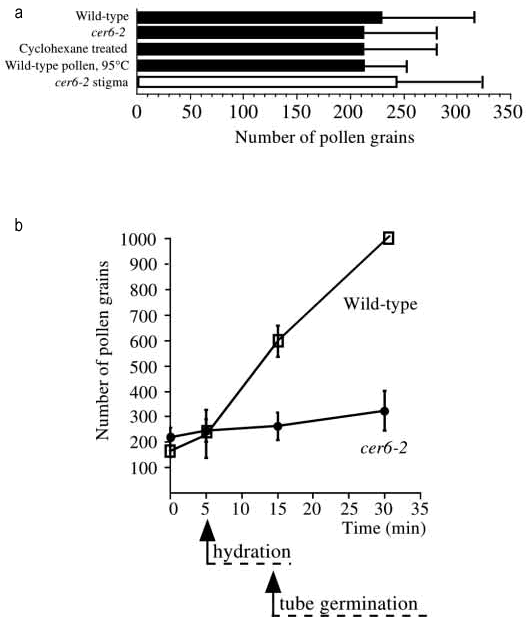 a
Wild-type
cer6-2
Cyclohexane treated
Wild-type pollen, 95°C
cer6-2 stigma
0 50 100 150 200 250 300 350
Number of pollen grains
b
Number of pollen grains
1000
900
800
700
600
500
400
300
200
100
Wild-type
cer6-2
0 5 10 15 20 25 30 35
Time (min)
hydration
tube germination